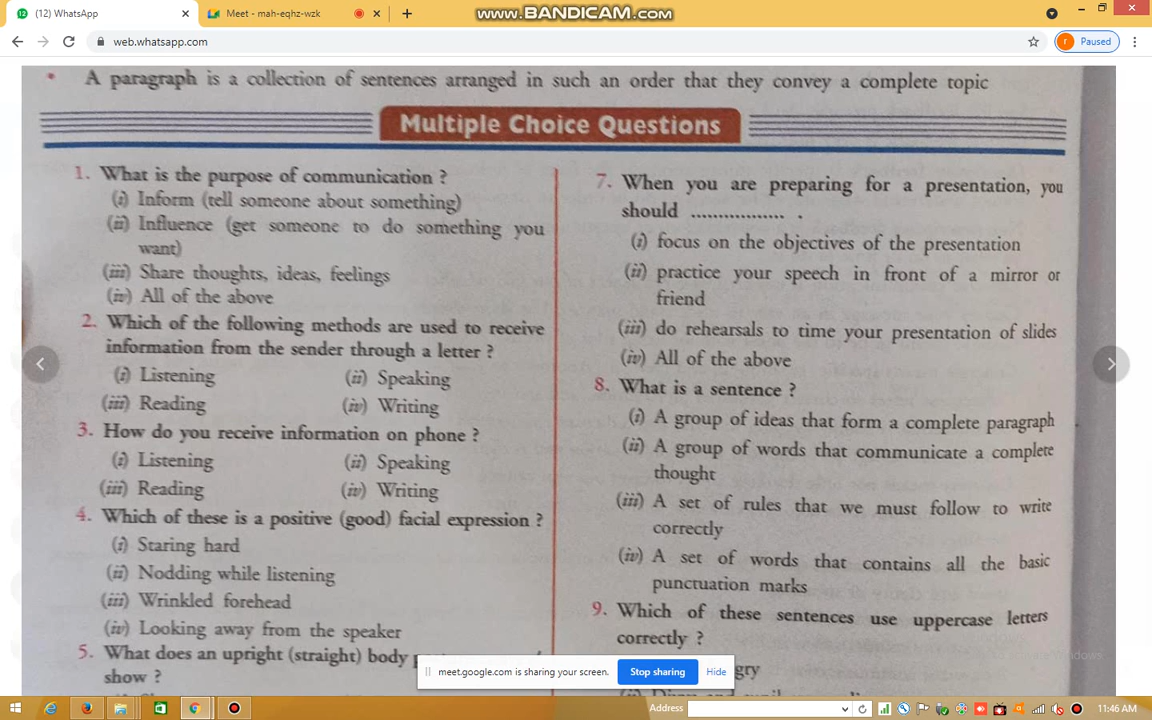 (12) WhatsApp
Meet - mah-eqhz-wzk
www.BANDICAM.com
web.whatsapp.com
r Paused
A paragraph is a collection of sentences arranged in such an order that they convey a complete topic
Multiple Choice Questions
1. What is the purpose of communication ?
(i) Inform (tell someone about something)
(ii) Influence (get someone to do something you
want)
(iii) Share thoughts, ideas, feelings
(iv) All of the above
2. Which of the following methods are used to receive
information from the sender through a letter ?
(i) Listening (ii) Speaking
(iii) Reading (iv) Writing
3. How do you receive information on phone ?
(i) Listening (ii) Speaking
(iii) Reading (iv) Writing
4. Which of these is a positive (good) facial expression ?
(i) Staring hard
(ii) Nodding while listening
(iii) Wrinkled forehead
(iv) Looking away from the speaker
5. What does an upright (straight) body
show ?
7. When you are preparing for a presentation, you
should ................. .
(i) focus on the objectives of the presentation
(ii) practice your speech in front of a mirror or
friend
(iii) do rehearsals to time your presentation of slides
(iv) All of the above
8. What is a sentence ?
(i) A group of ideas that form a complete paragraph
(ii) A group of words that communicate a complete
thought
(iii) A set of rules that we must follow to write
correctly
(iv) A set of words that contains all the basic
punctuation marks
9. Which of these sentences use uppercase letters
correctly ?
meet.google.com is sharing your screen. Stop sharing Hide
Address
11:46 AM